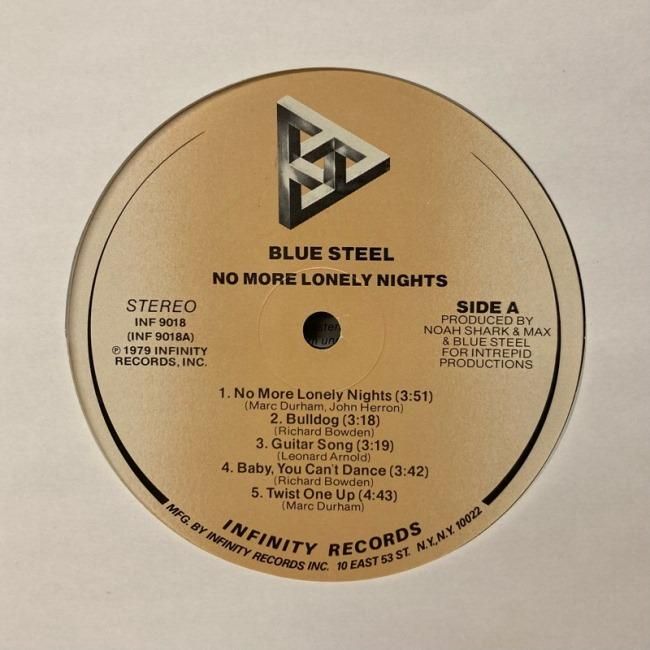 BLUE STEEL
NO MORE LONELY NIGHTS
STEREO
INF 9018
(INF 9018A)
℗ 1979 INFINITY
RECORDS, INC.
SIDE A
PRODUCED BY
NOAH SHARK & MAX
& BLUE STEEL
FOR INTREPID
PRODUCTIONS
1. No More Lonely Nights (3:51)
(Marc Durham, John Herron)
2. Bulldog (3:18)
(Richard Bowden)
3. Guitar Song (3:19)
(Leonard Arnold)
4. Baby, You Can't Dance (3:42)
(Richard Bowden)
5. Twist One Up (4:43)
(Marc Durham)
INFINITY RECORDS
MFG. BY INFINITY RECORDS INC. 10 EAST 53 ST. N.Y., N.Y. 10022